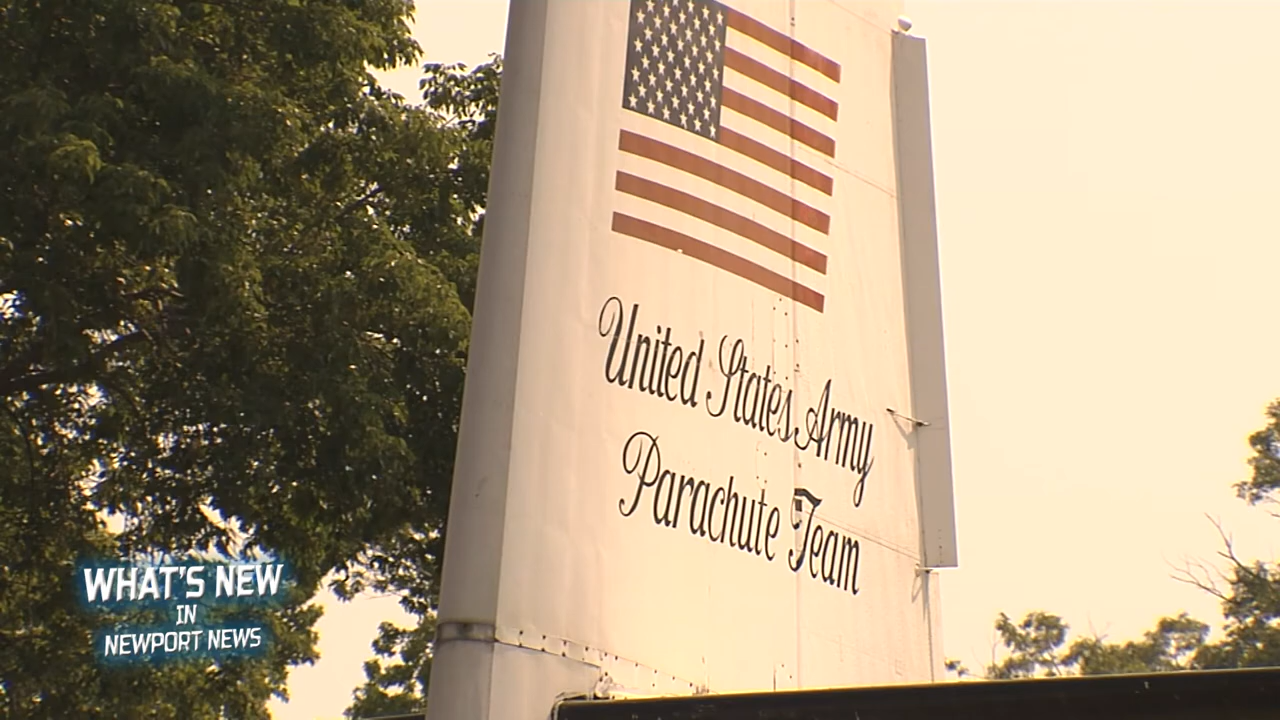 United States Army
Parachute Team
WHAT'S NEW
IN
NEWPORT NEWS